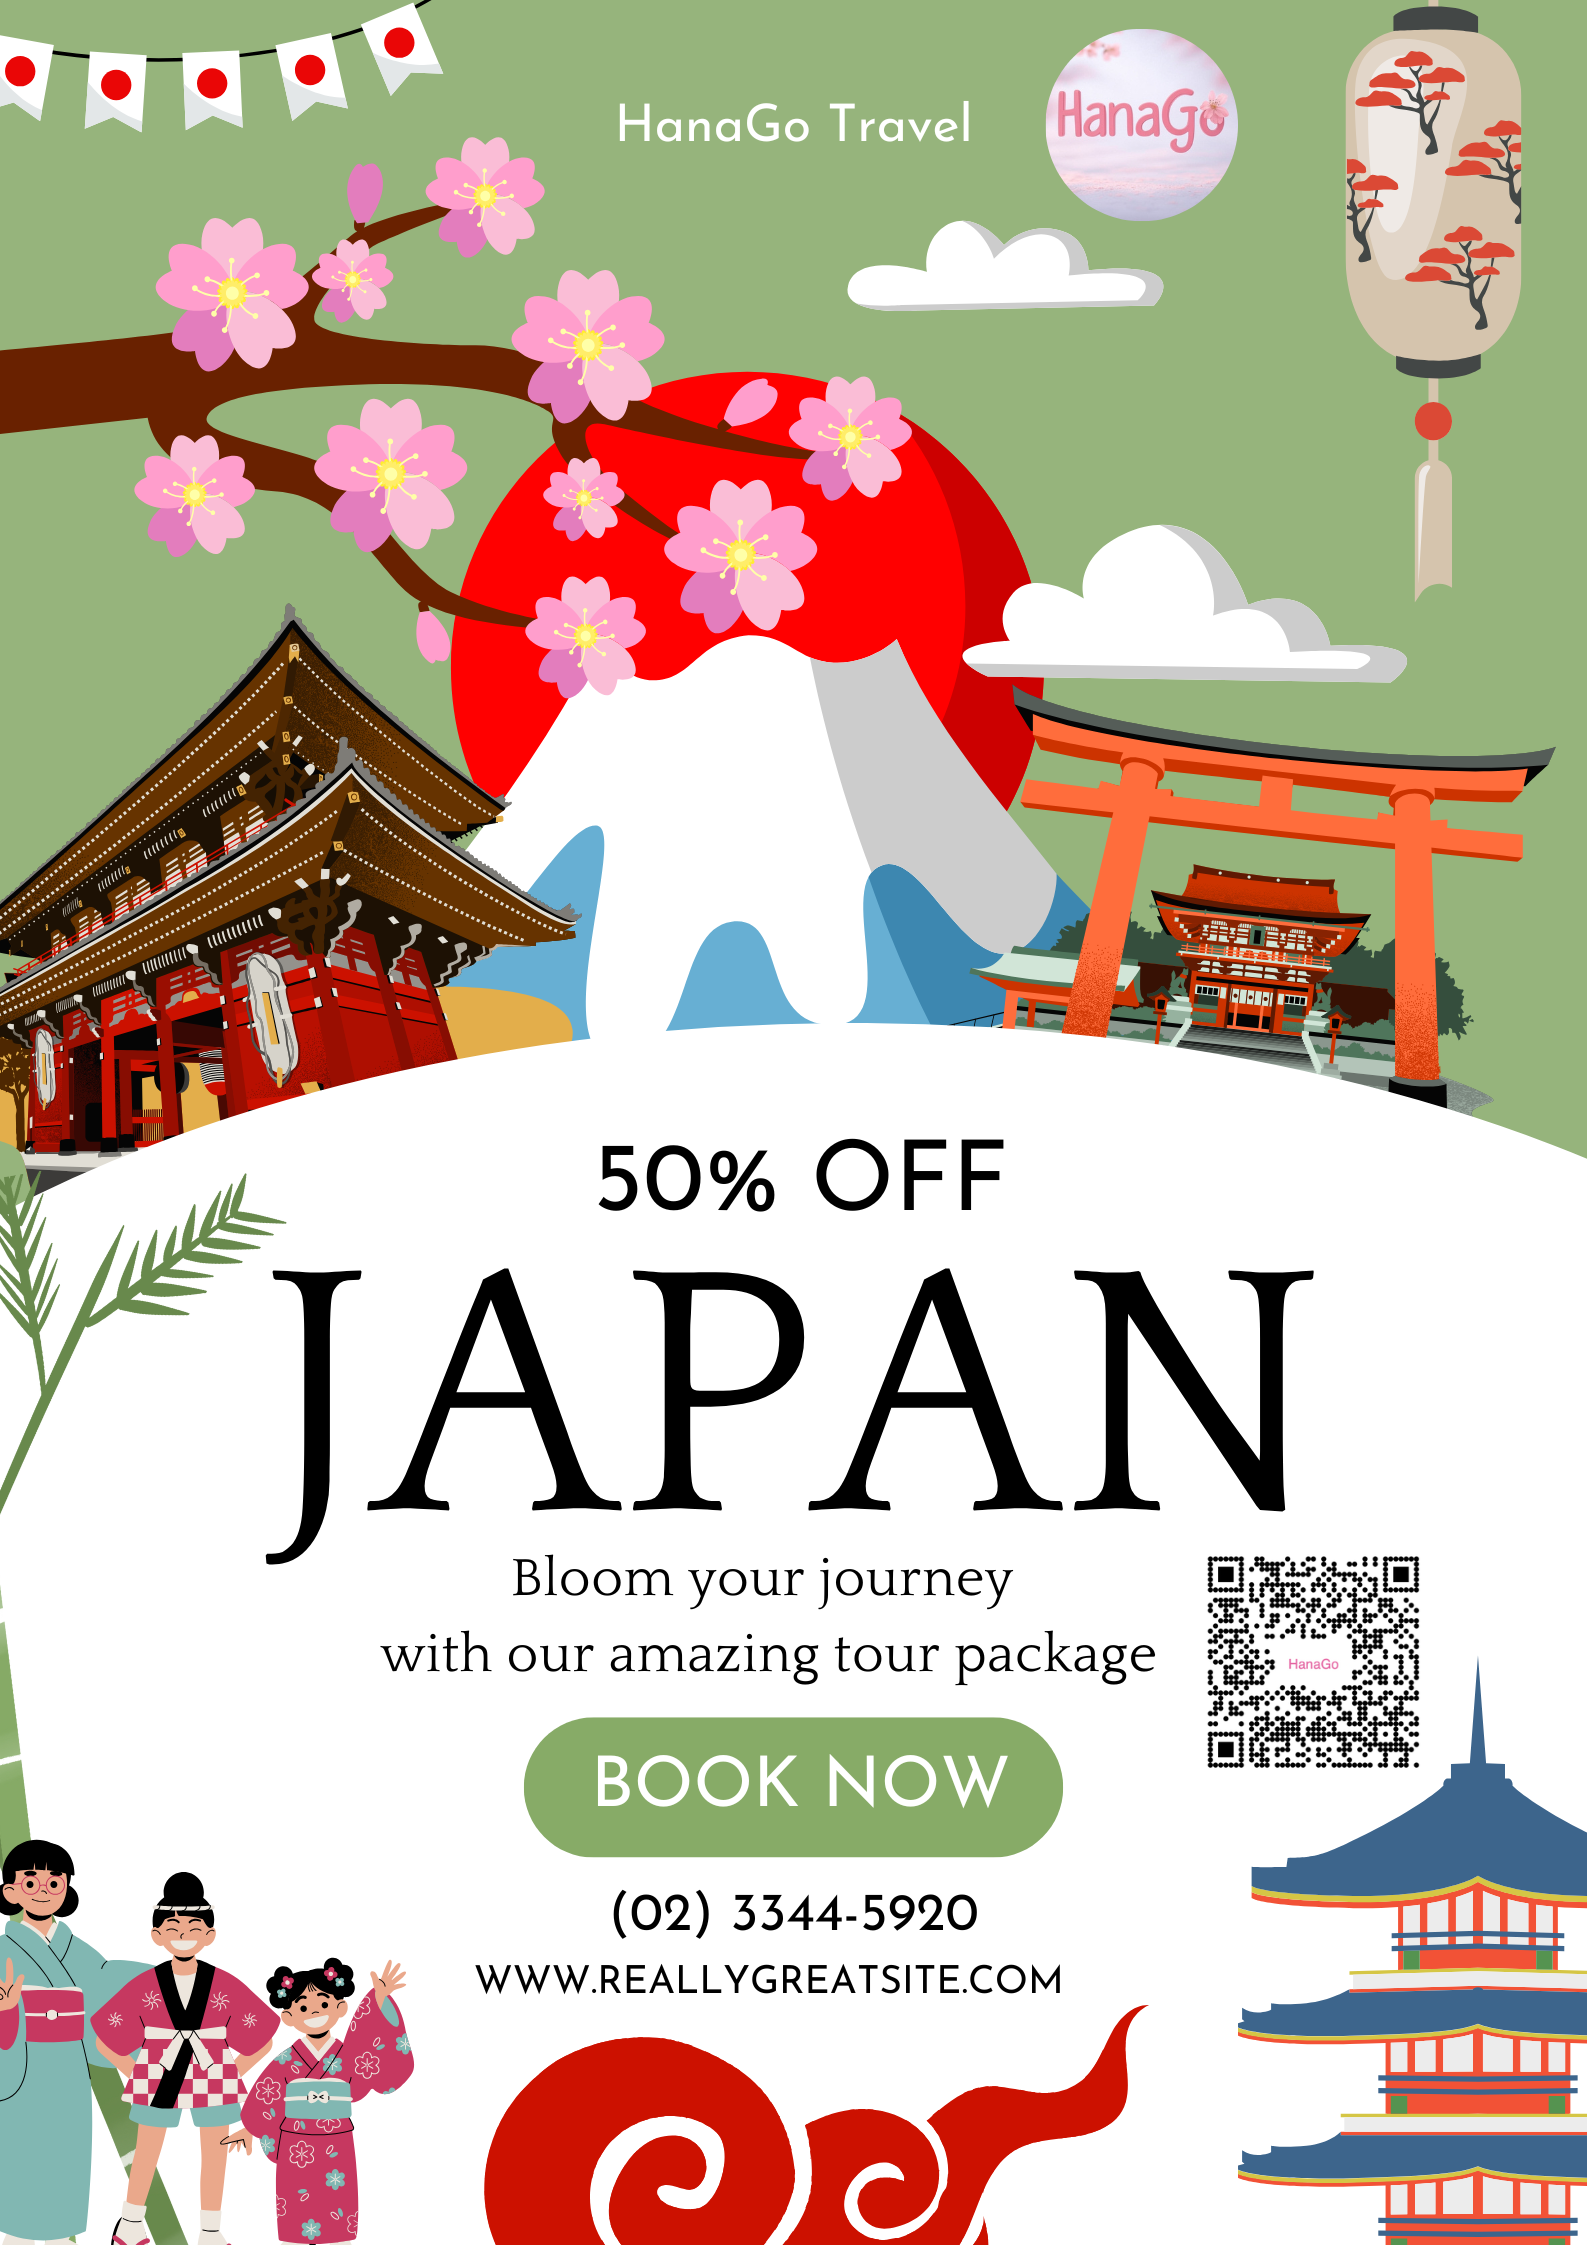 HanaGo Travel
HanaGo
50% OFF
JAPAN
Bloom your journey
with our amazing tour package
HanaGo
BOOK NOW
(02) 3344-5920
WWW.REALLYGREATSITE.COM